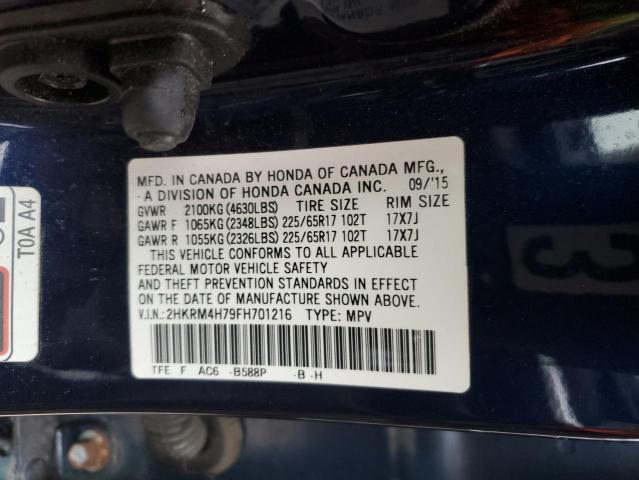 MFD. IN CANADA BY HONDA OF CANADA MFG.,
-A DIVISION OF HONDA CANADA INC. 09/'15
GVWR 2100KG(4630LBS) TIRE SIZE RIM SIZE
GAWR F 1065KG(2348LBS) 225/65R17 102T 17X7J
GAWR R 1055KG(2326LBS) 225/65R17 102T 17X7J
THIS VEHICLE CONFORMS TO ALL APPLICABLE
FEDERAL MOTOR VEHICLE SAFETY
AND THEFT PREVENTION STANDARDS IN EFFECT
ON THE DATE OF MANUFACTURE SHOWN ABOVE.
V.I.N.:2HKRM4H79FH701216 TYPE: MPV
TFE F AC6 -B588P -B -H
TOA A4